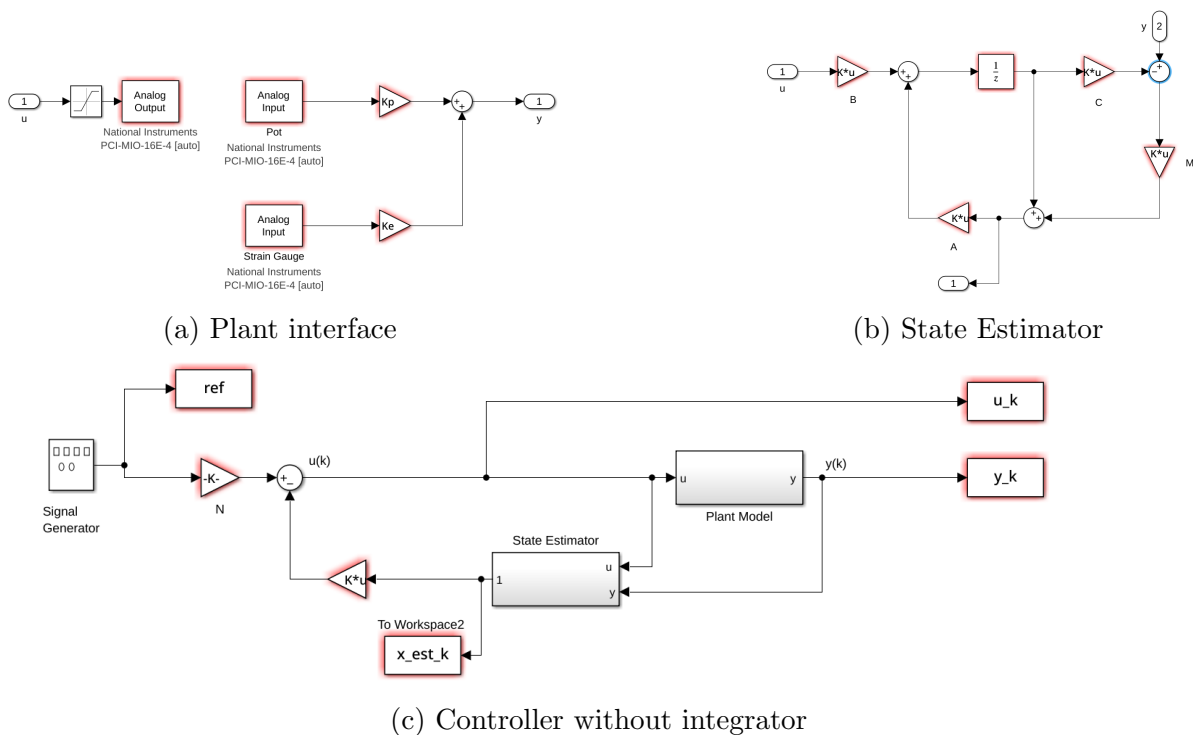 1
u
Analog
Output
National Instruments
PCI-MIO-16E-4 [auto]
Analog
Input
Pot
National Instruments
PCI-MIO-16E-4 [auto]
Kp
+
+
1
y
Analog
Input
Strain Gauge
National Instruments
PCI-MIO-16E-4 [auto]
Ke
(a) Plant interface
y 2
1
u
K*u
B
+
+
1
z
K*u
C
+
−
K*u
M
+
+
K*u
A
1
(b) State Estimator
ref
Signal
Generator
-K-
N
+
−
u(k)
u_k
u y
Plant Model
y(k)
y_k
State Estimator
u
y
1
K*u
To Workspace2
x_est_k
(c) Controller without integrator